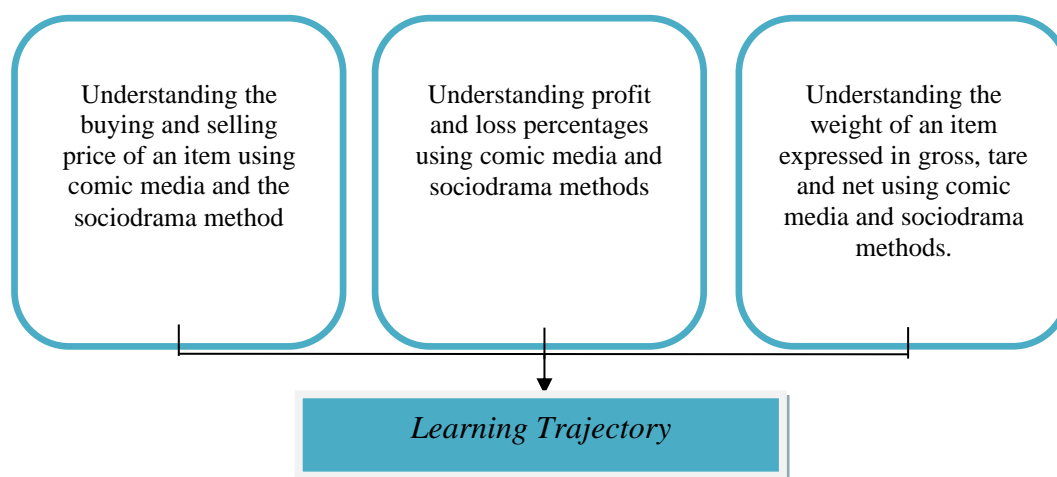 Understanding the
buying and selling
price of an item using
comic media and the
sociodrama method
Understanding profit
and loss percentages
using comic media and
sociodrama methods
Understanding the
weight of an item
expressed in gross, tare
and net using comic
media and sociodrama
methods.
Learning Trajectory